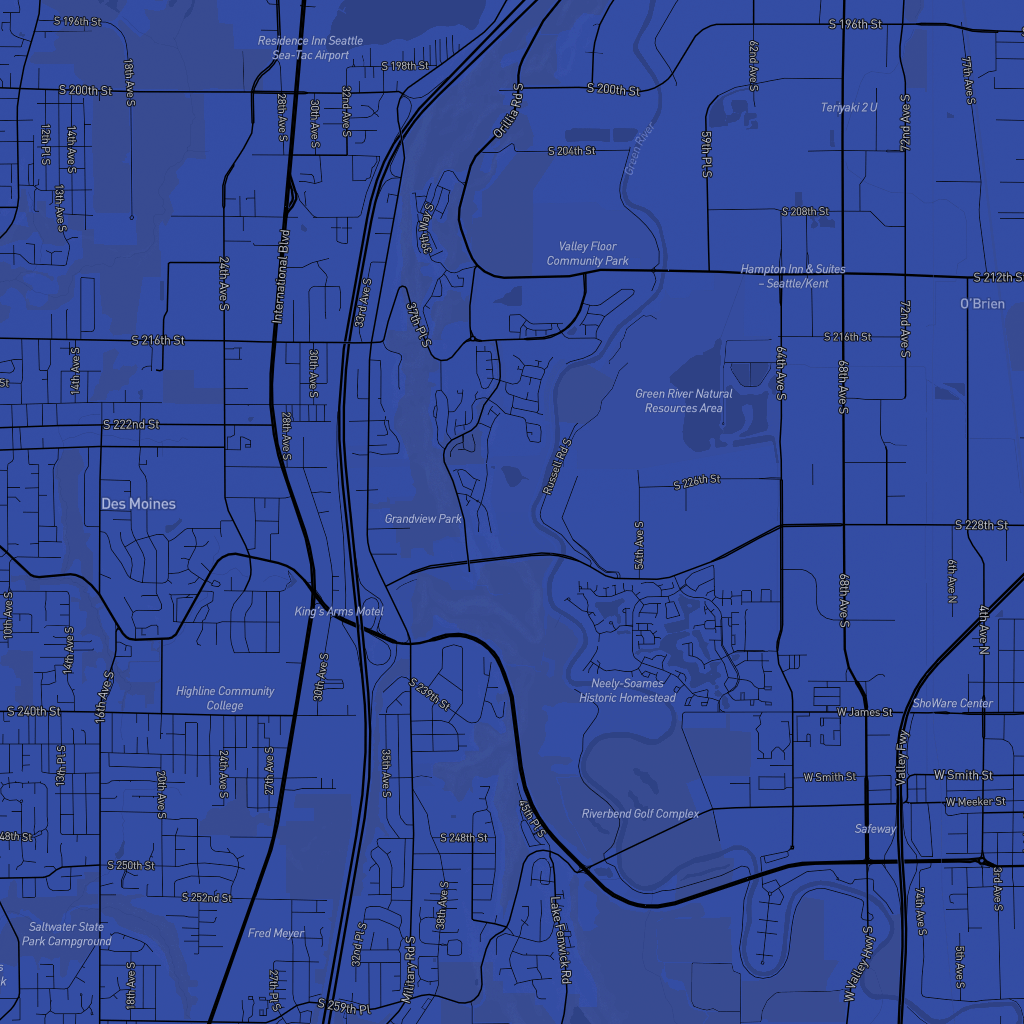 S 196th St
S 196th St
Residence Inn Seattle
Sea-Tac Airport
S 198th St
18th Ave S
62nd Ave S
77th Ave S
S 200th St
S 200th St
Orillia Rd S
28th Ave S
30th Ave S
32nd Ave S
Teriyaki 2 U
72nd Ave S
12th Pl S
14th Ave S
Green River
59th Pl S
S 204th St
13th Ave S
S 208th St
39th Way S
Valley Floor
Community Park
International Blvd
24th Ave S
33rd Ave S
Hampton Inn & Suites
– Seattle/Kent
S 212th St
O'Brien
37th Pl S
72nd Ave S
S 216th St
S 216th St
14th Ave S
30th Ave S
64th Ave S
68th Ave S
St
Green River Natural
Resources Area
S 222nd St
28th Ave S
Russell Rd S
S 226th St
Des Moines
Grandview Park
54th Ave S
S 228th St
6th Ave N
68th Ave S
10th Ave S
King's Arms Motel
4th Ave N
14th Ave S
30th Ave S
16th Ave S
Highline Community
College
S 239th St
Neely-Soames
Historic Homestead
ShoWare Center
S 240th St
W James St
13th Pl S
24th Ave S
27th Ave S
35th Ave S
Valley Fwy
20th Ave S
W Smith St
W Smith St
W Meeker St
45th Pl S
Riverbend Golf Complex
Safeway
48th St
S 248th St
S 250th St
3rd Ave S
S 252nd St
38th Ave S
74th Ave S
Saltwater State
Park Campground
Fred Meyer
32nd Pl S
Lake Fenwick Rd
W Valley Hwy S
5th Ave S
s
k
18th Ave S
27th Pl S
Military Rd S
S 259th Pl